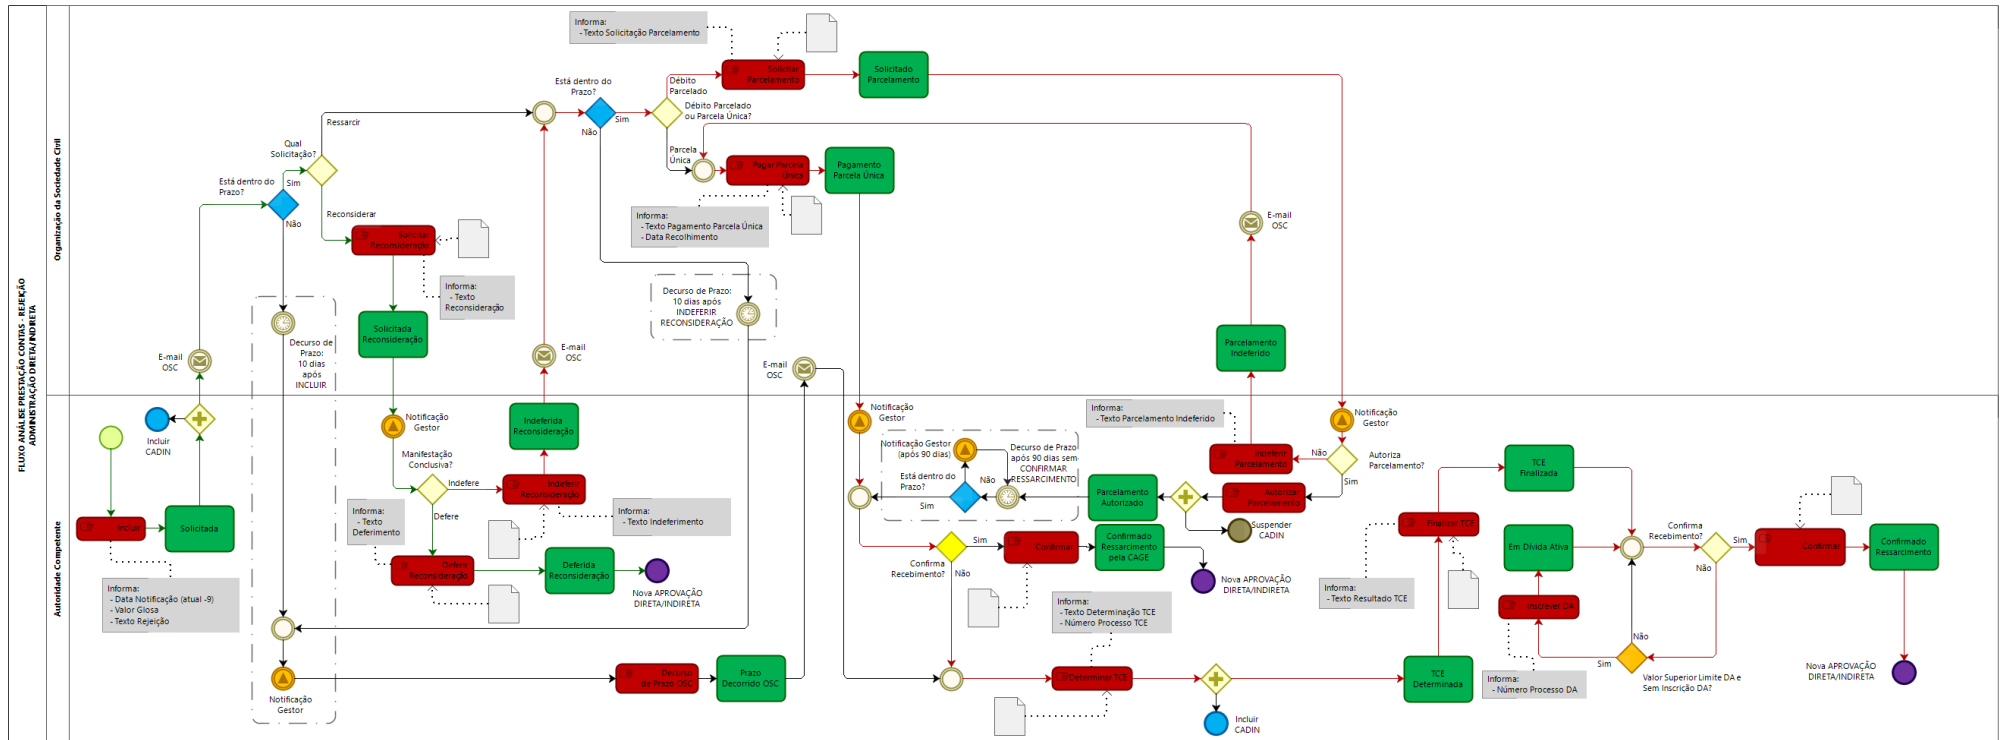 FLUXO ANÁLISE PRESTAÇÃO CONTAS - REJEIÇÃO
ADMINISTRAÇÃO DIRETA/INDIRETA
Organização da Sociedade Civil
Autoridade Competente
Informa:
- Texto Solicitação Parcelamento
Solicitar
Parcelamento
Solicitado
Parcelamento
Está dentro do
Prazo?
Sim
Não
Débito
Parcelado
Débito Parcelado
ou Parcela Única?
Parcela
Única
Pagar Parcela
Única
Pagamento
Parcela Única
Informa:
- Texto Pagamento Parcela Única
- Data Recolhimento
Ressarcir
Qual
Solicitação?
Está dentro do
Prazo?
Sim
Não
Reconsiderar
Solicitar
Reconsideração
Informa:
- Texto
Reconsideração
Solicitada
Reconsideração
Decurso de
Prazo:
10 dias
após
INCLUIR
E-mail
OSC
E-mail
OSC
Decurso de Prazo:
10 dias após
INDEFERIR
RECONSIDERAÇÃO
E-mail
OSC
E-mail
OSC
Parcelamento
Indeferido
Incluir
CADIN
Incluir
Solicitada
Informa:
- Data Notificação (atual -9)
- Valor Glosa
- Texto Rejeição
Notificação
Gestor
Notificação
Gestor
Manifestação
Conclusiva?
Indefere
Defere
Indeferida
Reconsideração
Indeferir
Reconsideração
Informa:
- Texto Indeferimento
Informa:
- Texto
Deferimento
Deferir
Reconsideração
Deferida
Reconsideração
Nova APROVAÇÃO
DIRETA/INDIRETA
Decurso
de Prazo OSC
Prazo
Decorrido OSC
Notificação
Gestor
Notificação Gestor
(após 90 dias)
Decurso de Prazo
após 90 dias sem
CONFIRMAR
RESSARCIMENTO
Está dentro do
Prazo?
Não
Sim
Parcelamento
Autorizado
Informa:
- Texto Parcelamento Indeferido
Indeferir
Parcelamento
Não
Notificação
Gestor
Autoriza
Parcelamento?
Sim
Autorizar
Parcelamento
Suspender
CADIN
Confirma
Recebimento?
Sim
Não
Confirmar
Confirmado
Ressarcimento
pela CAGE
Nova APROVAÇÃO
DIRETA/INDIRETA
Informa:
- Texto Determinação TCE
- Número Processo TCE
Determinar TCE
Incluir
CADIN
TCE
Determinada
Informa:
- Texto Resultado TCE
Finalizar TCE
TCE
Finalizada
Em Dívida Ativa
Inscrever DA
Informa:
- Número Processo DA
Sim
Não
Valor Superior Limite DA e
Sem Inscrição DA?
Confirma
Recebimento?
Sim
Não
Confirmar
Confirmado
Ressarcimento
Nova APROVAÇÃO
DIRETA/INDIRETA